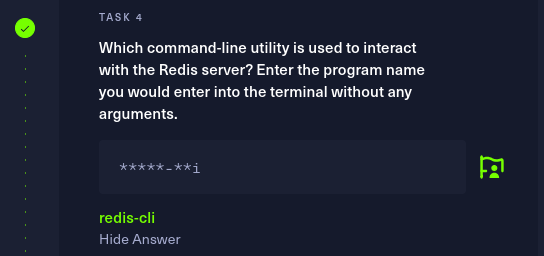 TASK 4
Which command-line utility is used to interact
with the Redis server? Enter the program name
you would enter into the terminal without any
arguments.
*****-**i
redis-cli
Hide Answer